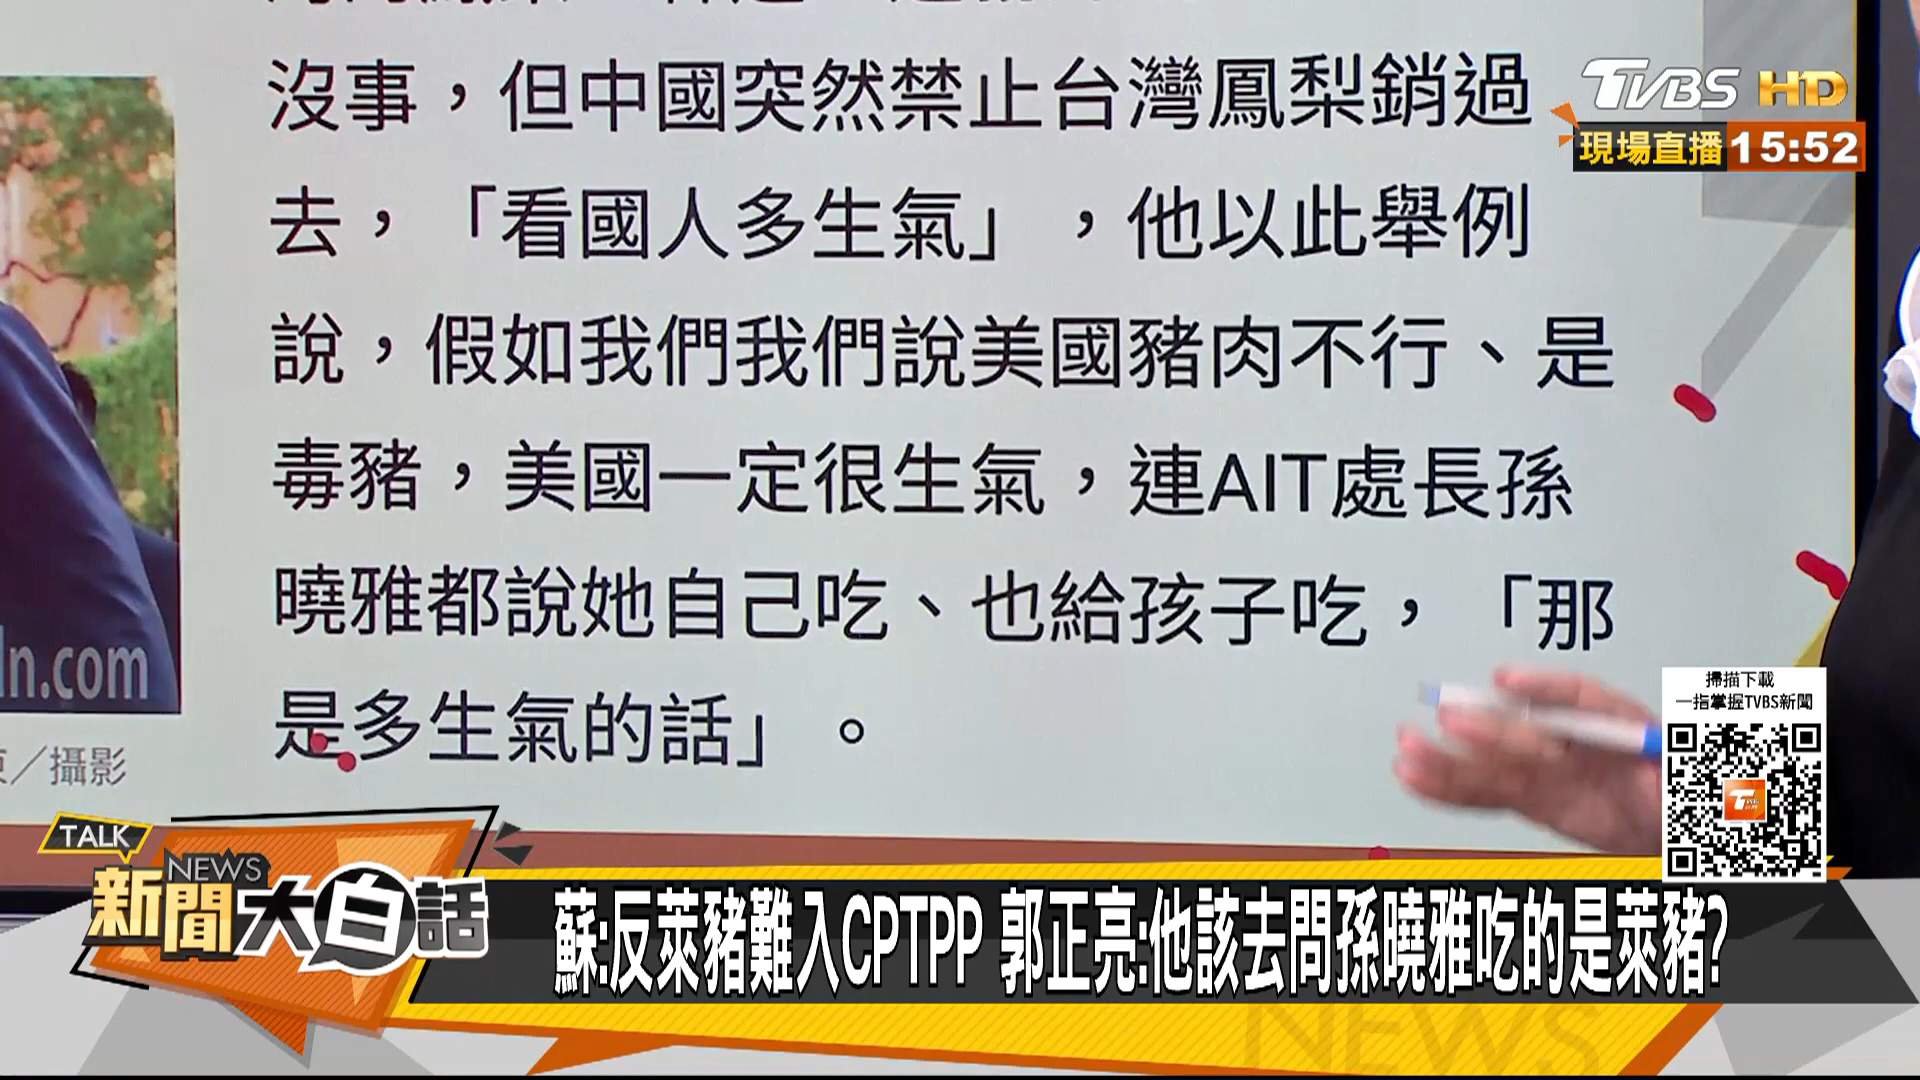 沒事，但中國突然禁止台灣鳳梨銷過
去，「看國人多生氣」，他以此舉例
說，假如我們我們說美國豬肉不行、是
毒豬，美國一定很生氣，連AIT處長孫
曉雅都說她自己吃、也給孩子吃，「那
是多生氣的話」。
ln.com
／攝影
TVBS HD
現場直播 15:52
掃描下載
一指掌握TVBS新聞
TALK
NEWS
新聞大白話
蘇:反萊豬難入CPTPP 郭正亮:他該去問孫曉雅吃的是萊豬?
NEWS